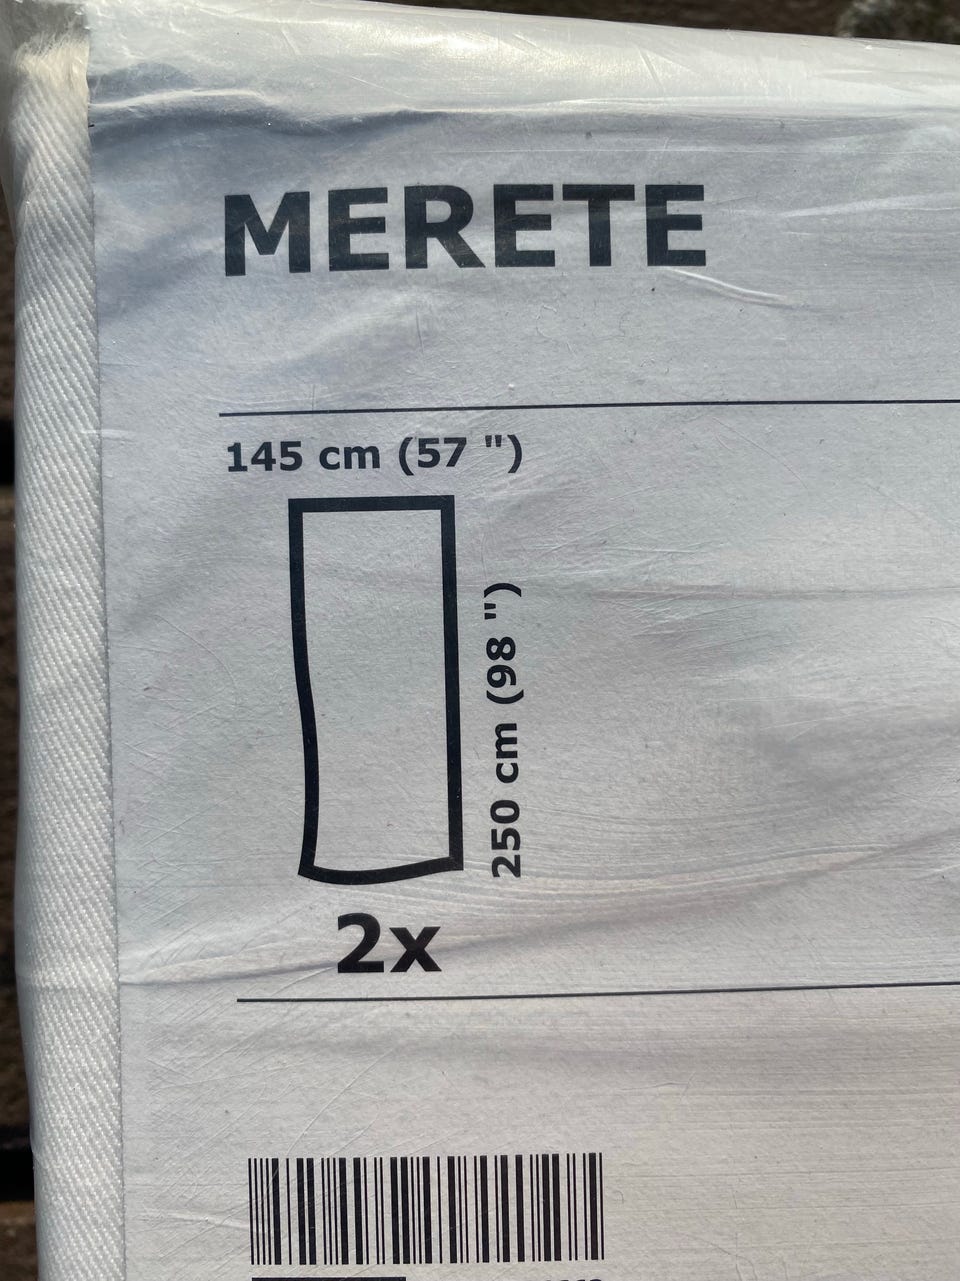 MERETE
145 cm (57 ")
250 cm (98 ")
2x